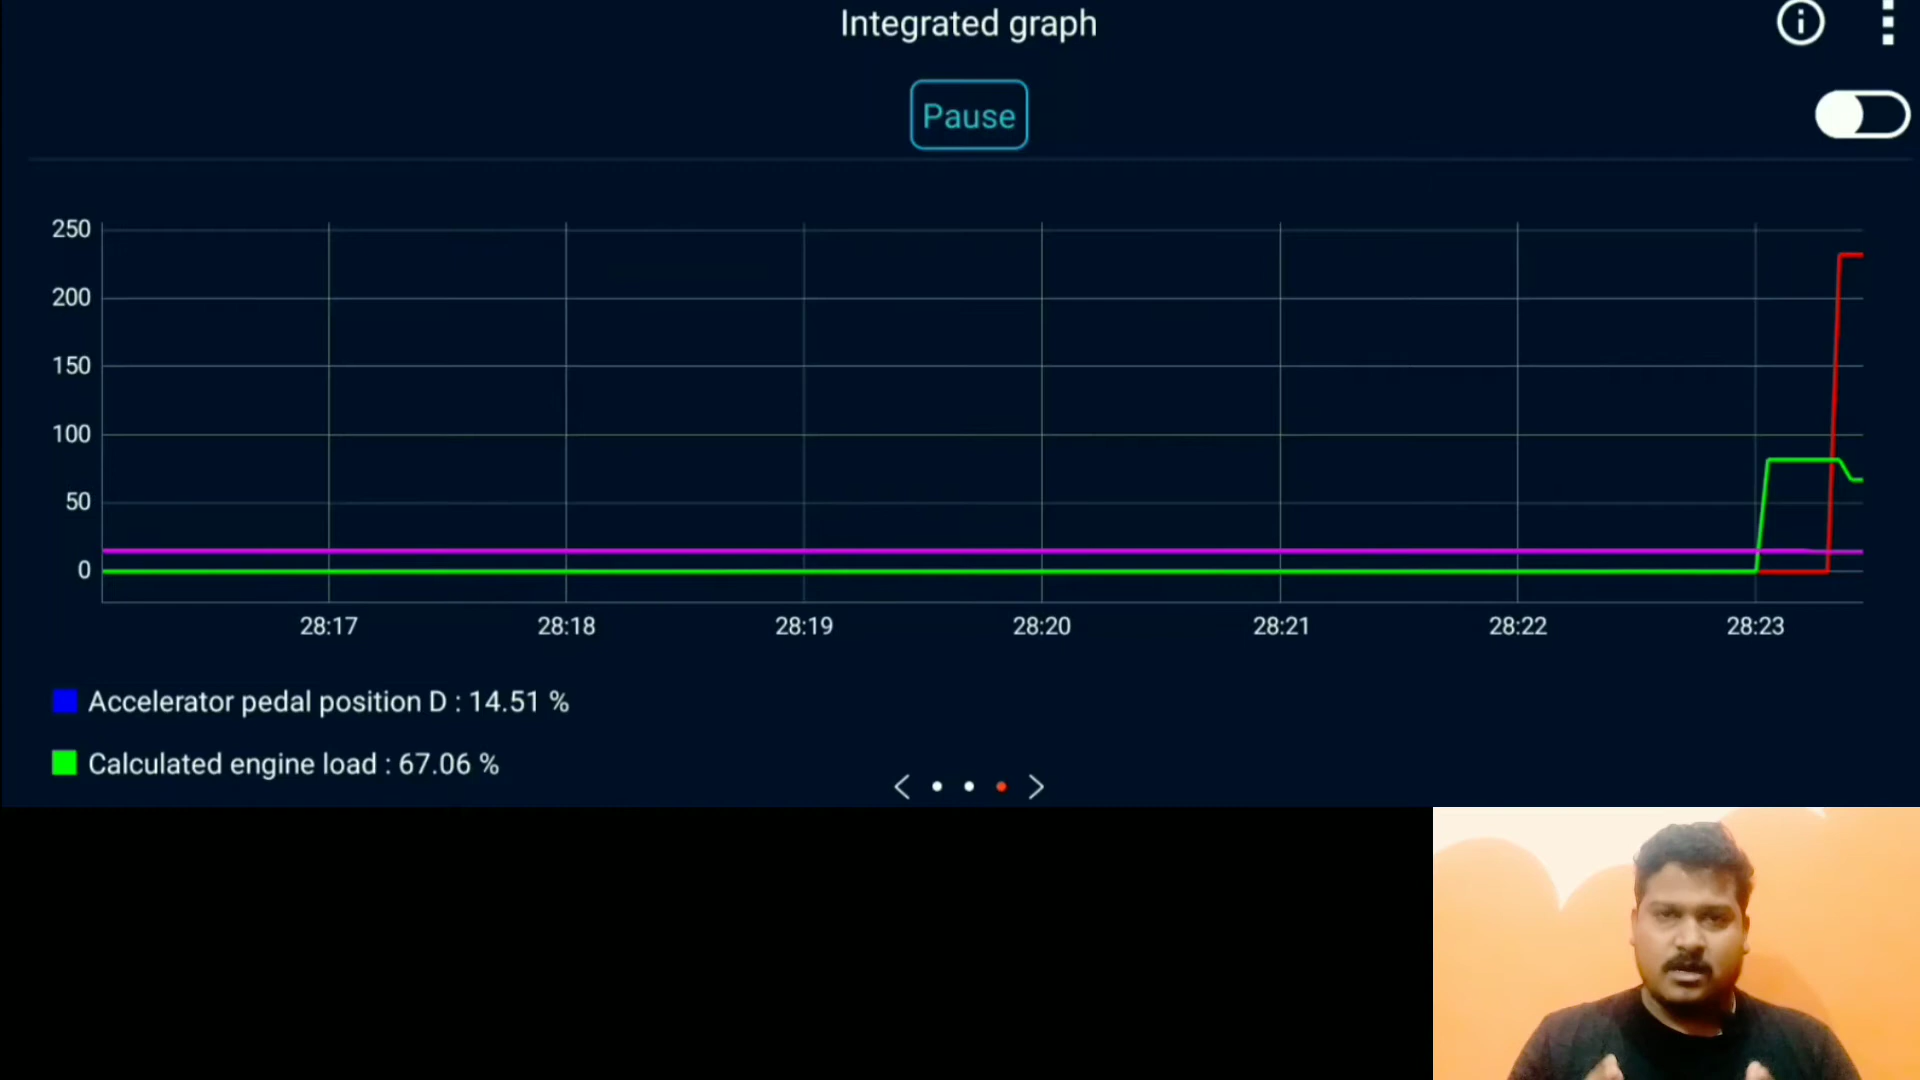 Integrated graph
Pause
250
200
150
100
50
0
28:17 28:18 28:19 28:20 28:21 28:22 28:23
Accelerator pedal position D : 14.51 %
Calculated engine load : 67.06 %